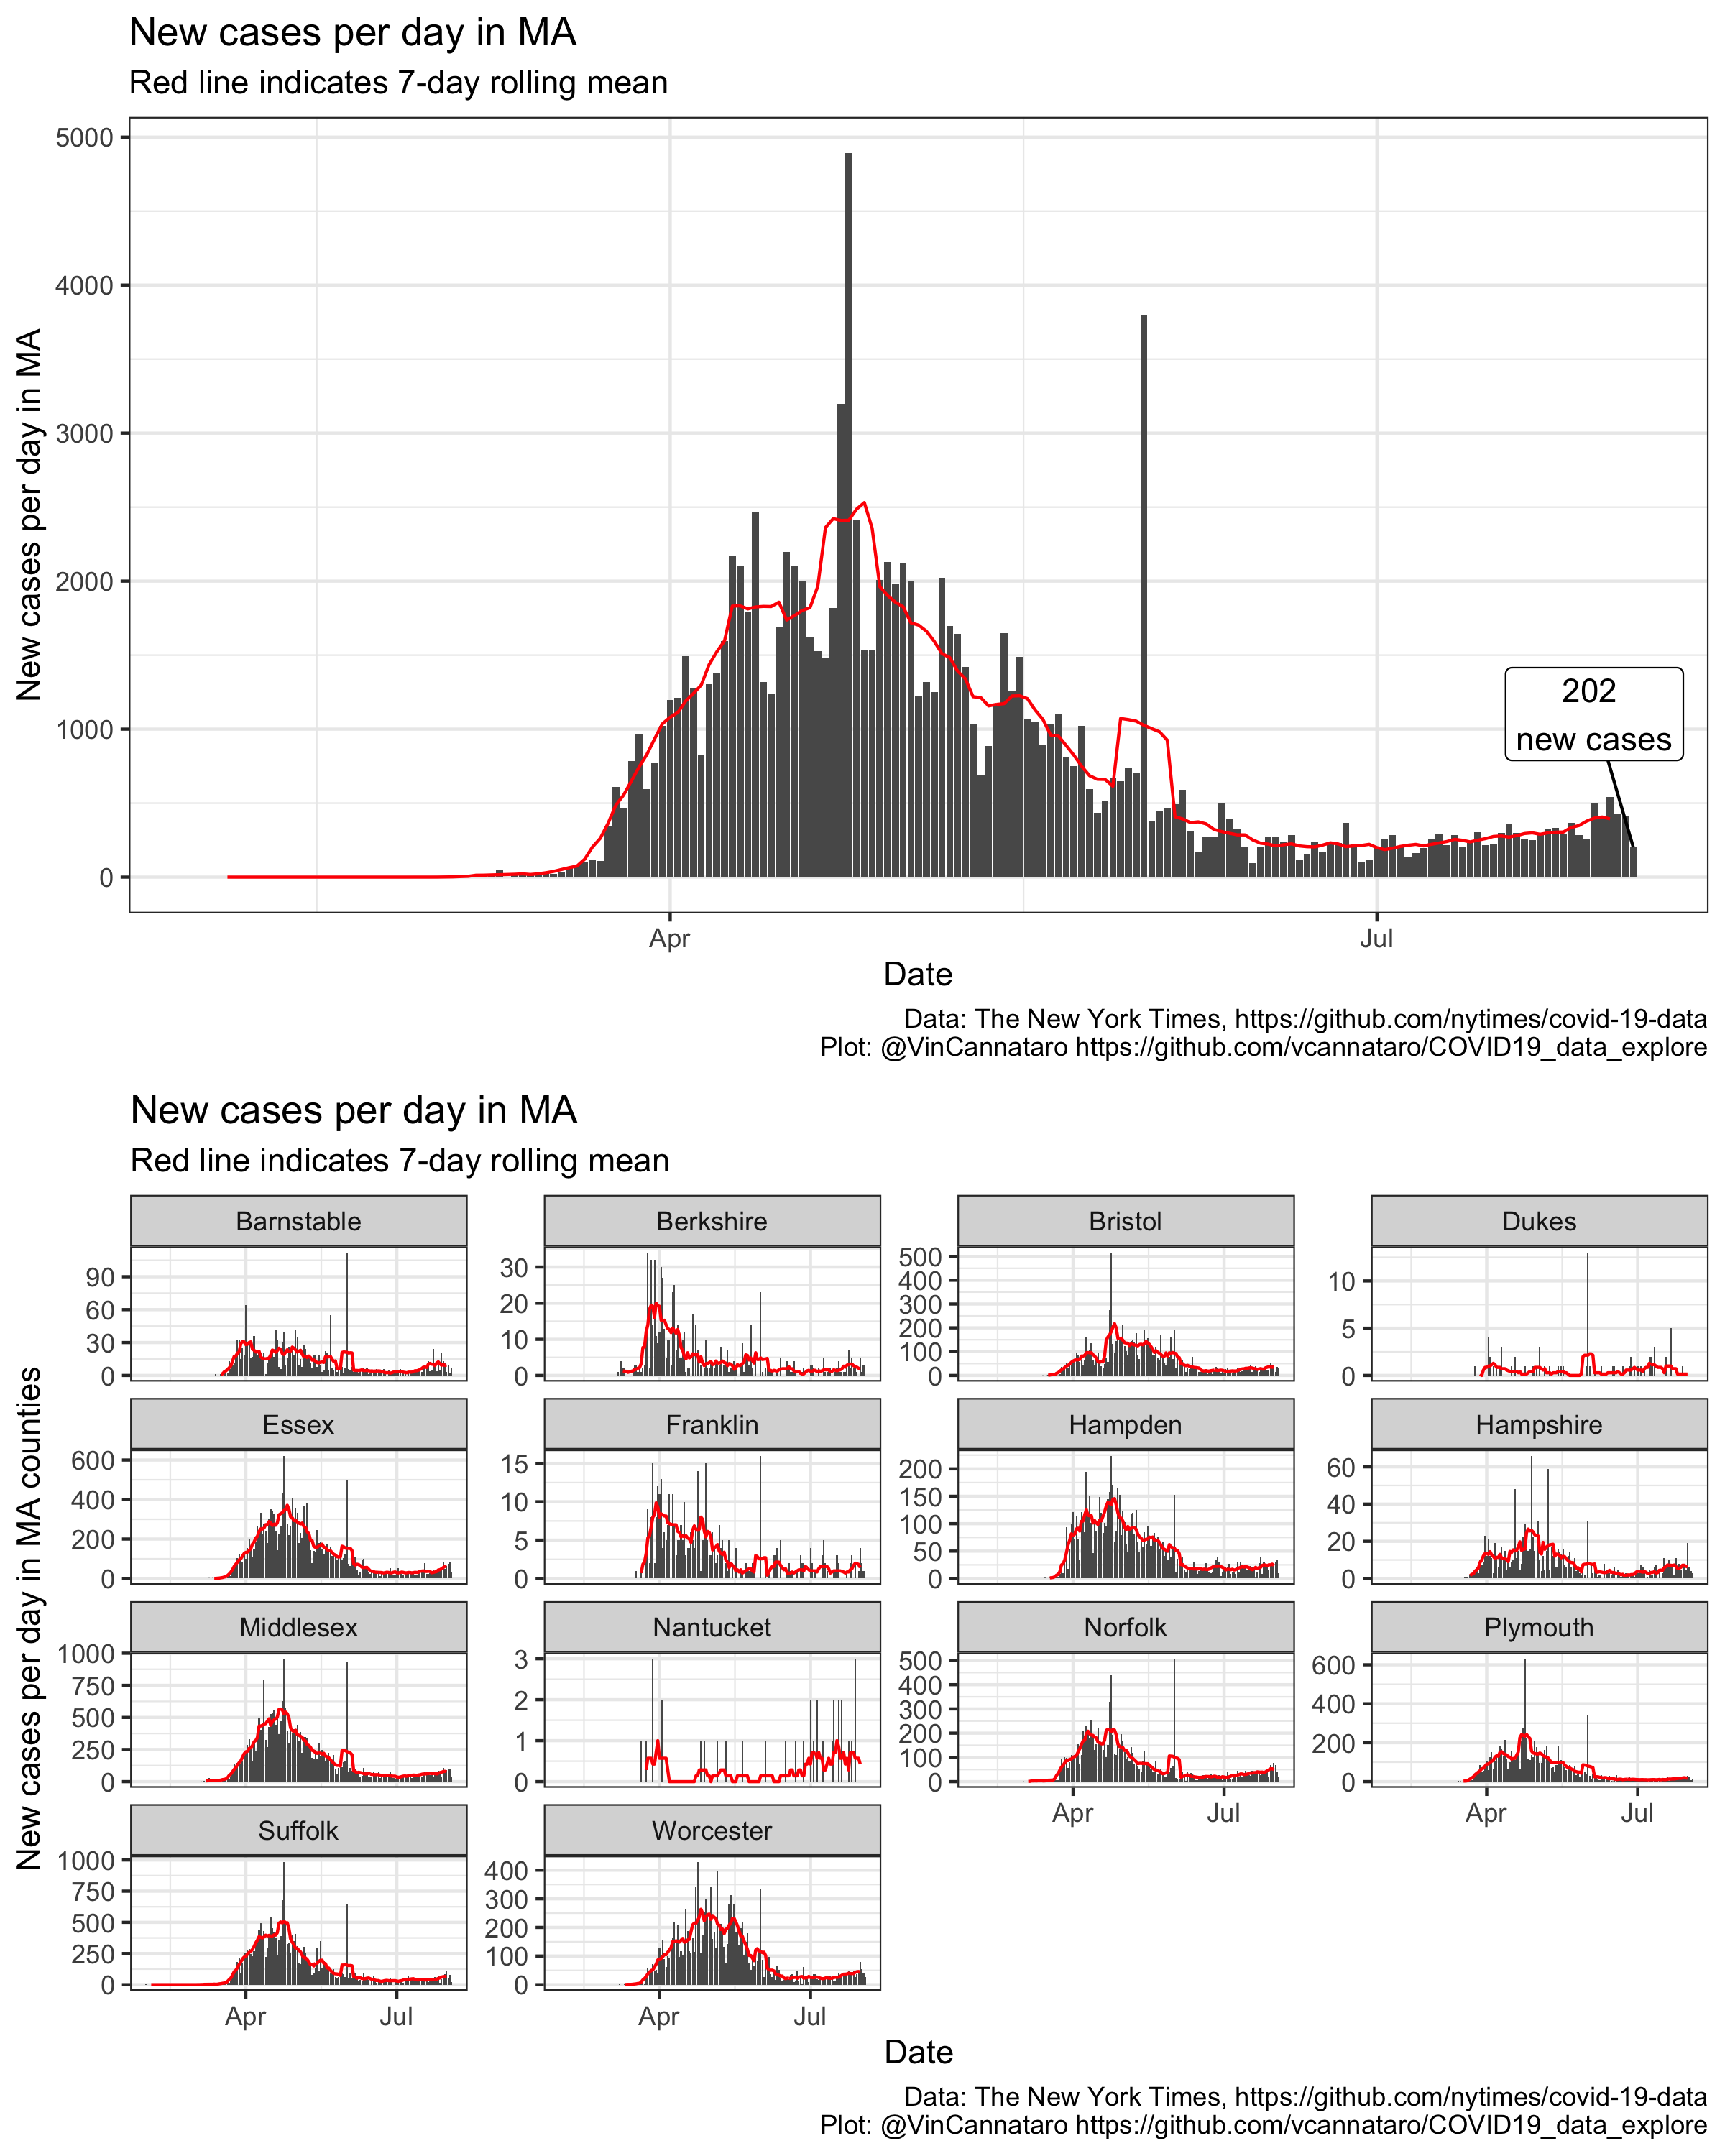 New cases per day in MA
Red line indicates 7-day rolling mean
New cases per day in MA
5000
4000
3000
2000
1000
0
202
new cases
Apr
Jul
Date
Data: The New York Times, https://github.com/nytimes/covid-19-data
Plot: @VinCannataro https://github.com/vcannataro/COVID19_data_explore
New cases per day in MA
Red line indicates 7-day rolling mean
New cases per day in MA counties
Barnstable
90
60
30
0
Berkshire
30
20
10
0
Bristol
500
400
300
200
100
0
Dukes
10
5
0
Essex
600
400
200
0
Franklin
15
10
5
0
Hampden
200
150
100
50
0
Hampshire
60
40
20
0
Middlesex
1000
750
500
250
0
Nantucket
3
2
1
0
Norfolk
500
400
300
200
100
0
Apr
Jul
Plymouth
600
400
200
0
Apr
Jul
Suffolk
1000
750
500
250
0
Apr
Jul
Worcester
400
300
200
100
0
Apr
Jul
Date
Data: The New York Times, https://github.com/nytimes/covid-19-data
Plot: @VinCannataro https://github.com/vcannataro/COVID19_data_explore